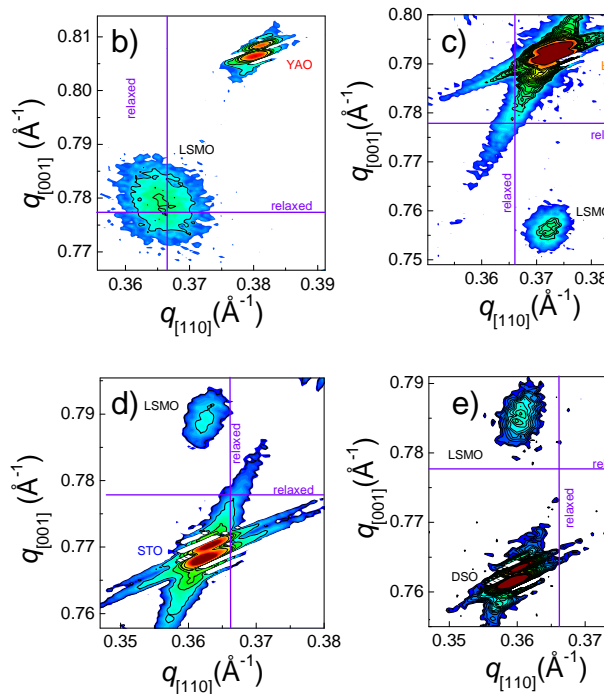 b)
0.81
0.80
0.79
0.78
0.77
q[001] (Å-1)
YAO
relaxed
LSMO
relaxed
0.36 0.37 0.38 0.39
q[110](Å-1)
c)
0.80
0.79
0.78
0.77
0.76
0.75
q[001] (Å-1)
rel
relaxed
LSMO
0.36 0.37 0.38
q[110](Å-1)
d)
0.79
0.78
0.77
0.76
q[001] (Å-1)
LSMO
relaxed
relaxed
STO
0.35 0.36 0.37 0.38
q[110](Å-1)
e)
0.79
0.78
0.77
0.76
q[001] (Å-1)
LSMO
rel
relaxed
DSO
0.35 0.36 0.37
q[110](Å-1)